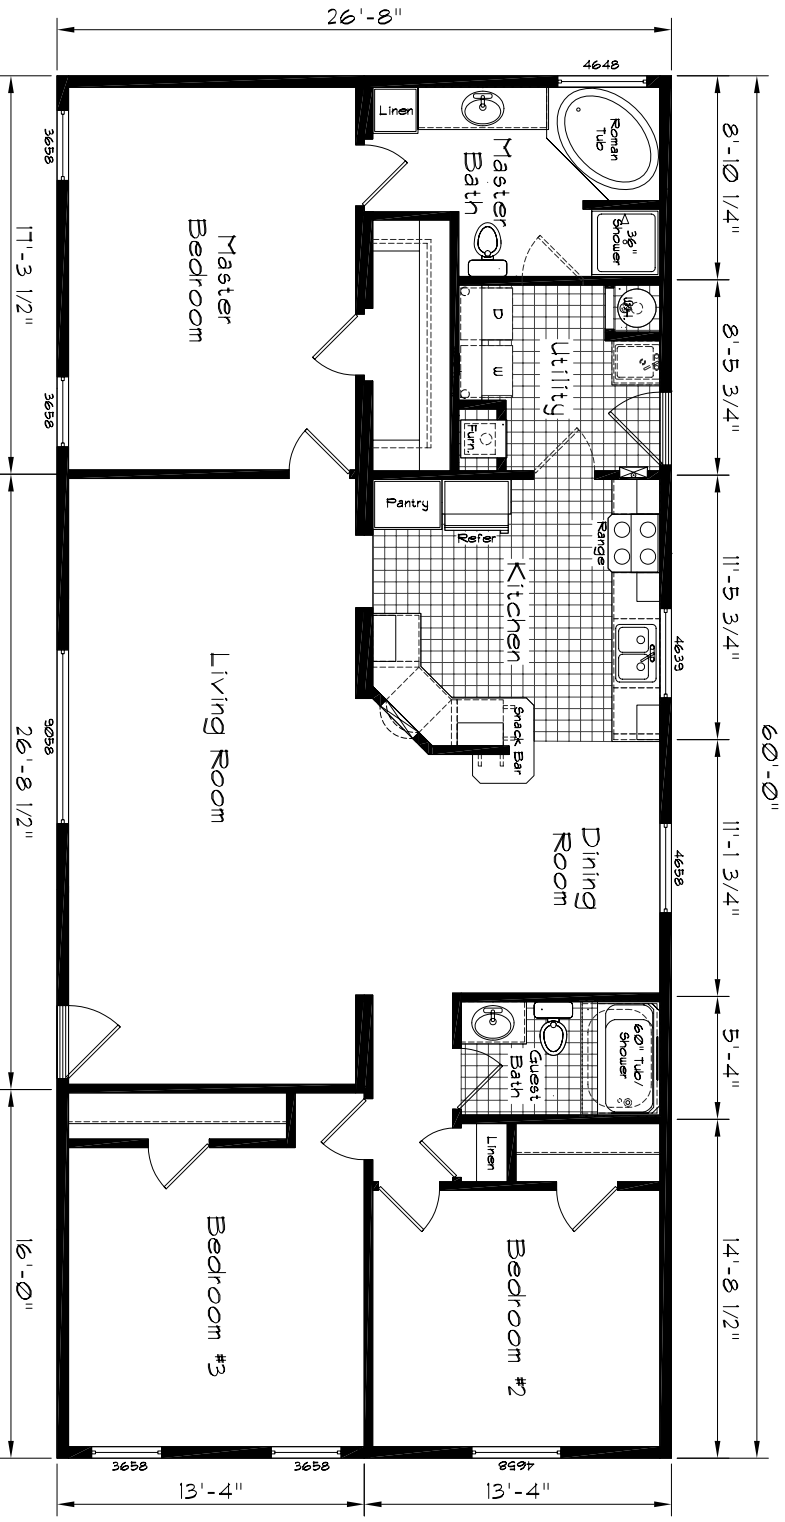 26'-8"
4648
Linen
Roman
Tub
3658
8'-10 1/4"
Master
Bath
36"
Shower
17'-3 1/2"
Master
Bedroom
D
W
Utility
8'-5 3/4"
3658
Furn.
Pantry
Refer
Range
Kitchen
11'-5 3/4"
4639
Living Room
9058
26'-8 1/2"
Snack Bar
60'-0"
Dining
Room
4658
11'-1 3/4"
Guest
Bath
60" Tub/
Shower
5'-4"
Linen
16'-0"
Bedroom #3
Bedroom #2
14'-8 1/2"
3658
3658
4658
13'-4"
13'-4"